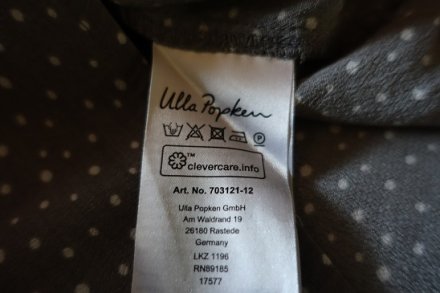 Ulla Popken
™ clevercare.info
Art. No. 703121-12
Ulla Popken GmbH
Am Waldrand 19
26180 Rastede
Germany
LKZ 1196
RN89185
17577